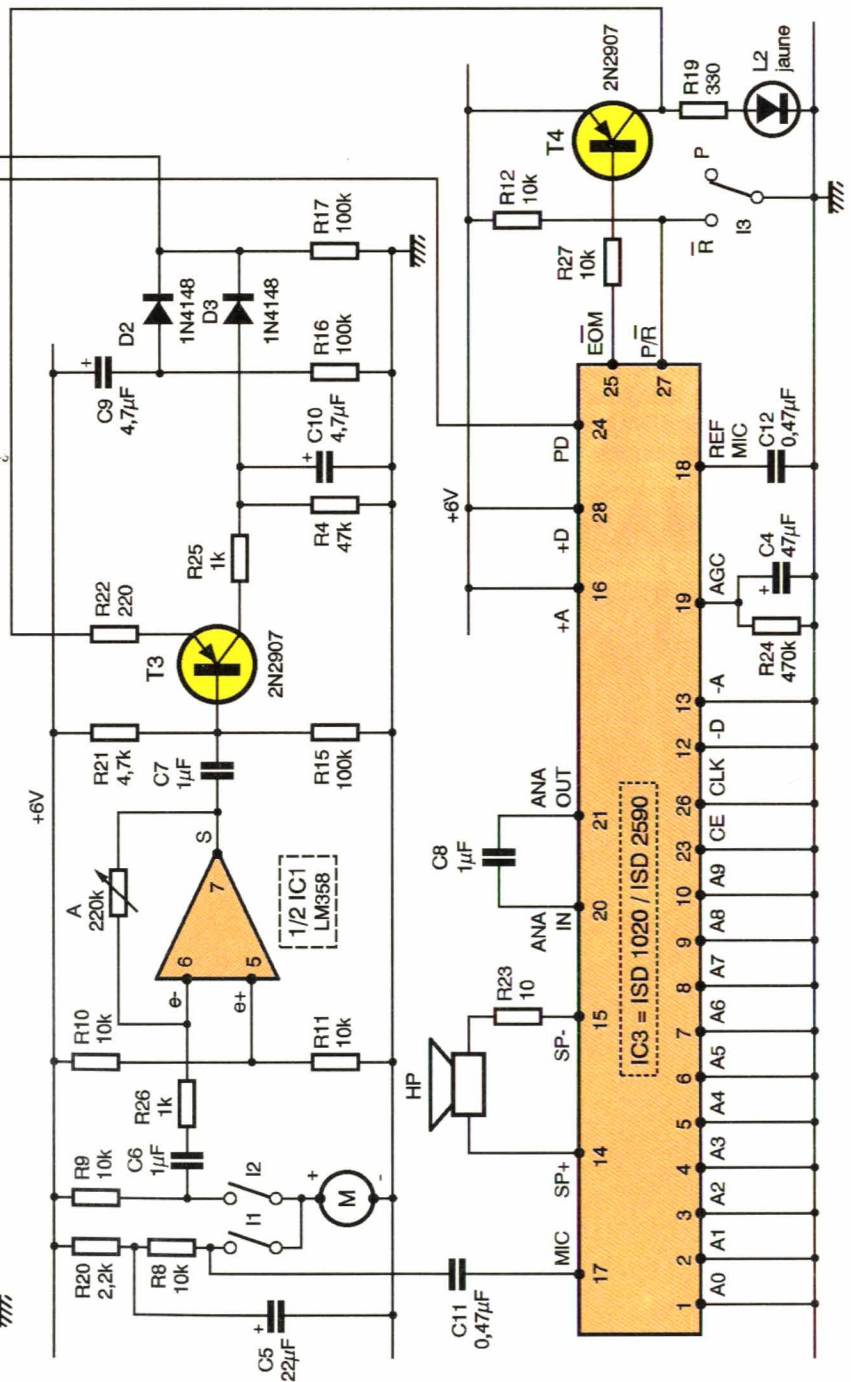 +6V
R20
2,2k
R8
10k
C5
22µF
+
R9
10k
C6
1µF
I1
I2
M
+
-
R26
1k
R10
10k
R11
10k
A
220k
e-
6
e+
5
7
S
1/2 IC1
LM358
C7
1µF
R21
4,7k
R15
100k
T3
2N2907
R22
220
R25
1k
R4
47k
C10
4,7µF
+
C9
4,7µF
+
D2
1N4148
D3
1N4148
R16
100k
R17
100k
C11
0,47µF
MIC
17
SP+
14
HP
R23
10
SP-
15
ANA
IN
20
C8
1µF
ANA
OUT
21
+6V
+A
16
+D
28
PD
24
E̅O̅M̅
25
P/R̅
27
R27
10k
R12
10k
T4
2N2907
R19
330
L2
jaune
R̅
P
I3
IC3 = ISD 1020 / ISD 2590
1
A0
2
A1
3
A2
4
A3
5
A4
6
A5
7
A6
8
A7
9
A8
10
A9
23
CE
26
CLK
12
-D
13
-A
19
AGC
R24
470k
C4
47µF
+
18
REF
MIC
C12
0,47µF